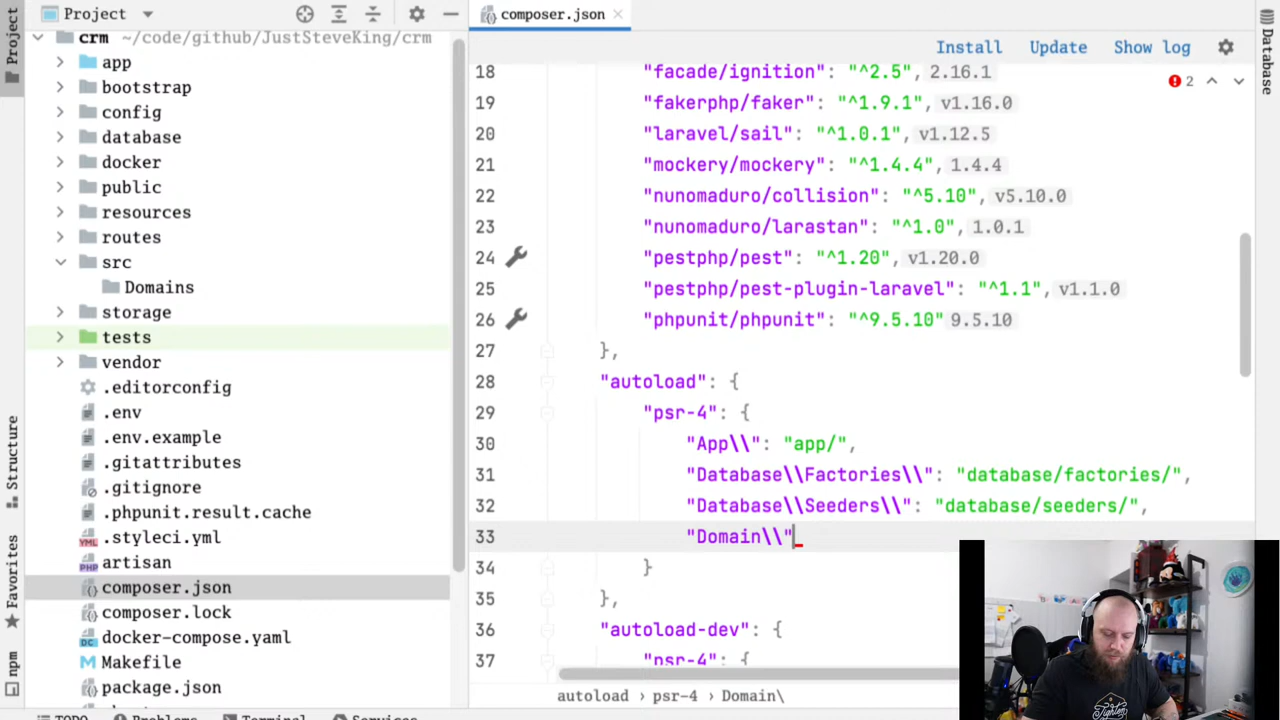 Project
Project
crm ~/code/github/JustSteveKing/crm
app
bootstrap
config
database
docker
public
resources
routes
src
Domains
storage
tests
vendor
.editorconfig
.env
.env.example
.gitattributes
.gitignore
.phpunit.result.cache
.styleci.yml
artisan
composer.json
composer.lock
docker-compose.yaml
Makefile
package.json
Structure
Favorites
npm
TODO
Problems
Terminal
Services
composer.json
Install Update Show log
2
18 "facade/ignition": "^2.5", 2.16.1
19 "fakerphp/faker": "^1.9.1", v1.16.0
20 "laravel/sail": "^1.0.1", v1.12.5
21 "mockery/mockery": "^1.4.4", 1.4.4
22 "nunomaduro/collision": "^5.10", v5.10.0
23 "nunomaduro/larastan": "^1.0", 1.0.1
24 "pestphp/pest": "^1.20", v1.20.0
25 "pestphp/pest-plugin-laravel": "^1.1", v1.1.0
26 "phpunit/phpunit": "^9.5.10" 9.5.10
27 },
28 "autoload": {
29 "psr-4": {
30 "App\\": "app/",
31 "Database\\Factories\\": "database/factories/",
32 "Database\\Seeders\\": "database/seeders/",
33 "Domain\\"
34 }
35 },
36 "autoload-dev": {
37 "psr-4": {
autoload › psr-4 › Domain\
Database
Tighten